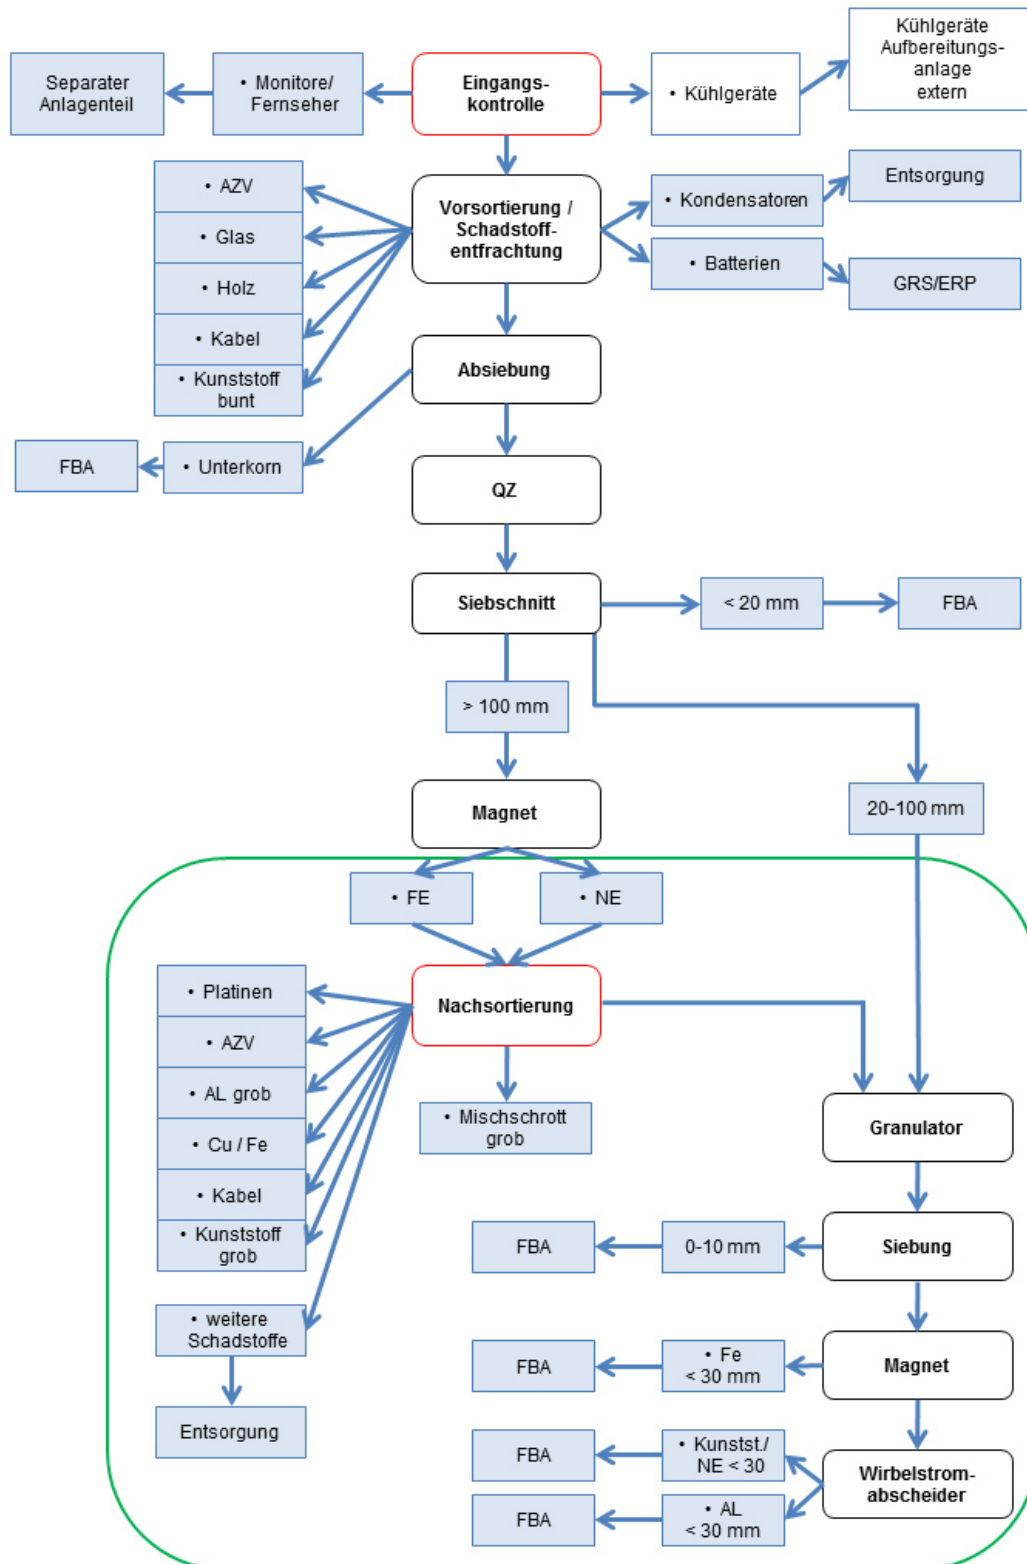 Separater
Anlagenteil
• Monitore/
Fernseher
Eingangs-
kontrolle
• Kühlgeräte
Kühlgeräte
Aufbereitungs-
anlage
extern
• AZV
• Glas
• Holz
• Kabel
• Kunststoff
bunt
Vorsortierung /
Schadstoff-
entfrachtung
• Kondensatoren
Entsorgung
• Batterien
GRS/ERP
Absiebung
FBA
• Unterkorn
QZ
Siebschnitt
< 20 mm
FBA
> 100 mm
20-100 mm
Magnet
• FE
• NE
Nachsortierung
• Platinen
• AZV
• AL grob
• Cu / Fe
• Kabel
• Kunststoff
grob
• Mischschrott
grob
• weitere
Schadstoffe
Entsorgung
Granulator
Siebung
0-10 mm
FBA
Magnet
• Fe
< 30 mm
FBA
Wirbelstrom-
abscheider
• Kunstst./
NE < 30
FBA
• AL
< 30 mm
FBA